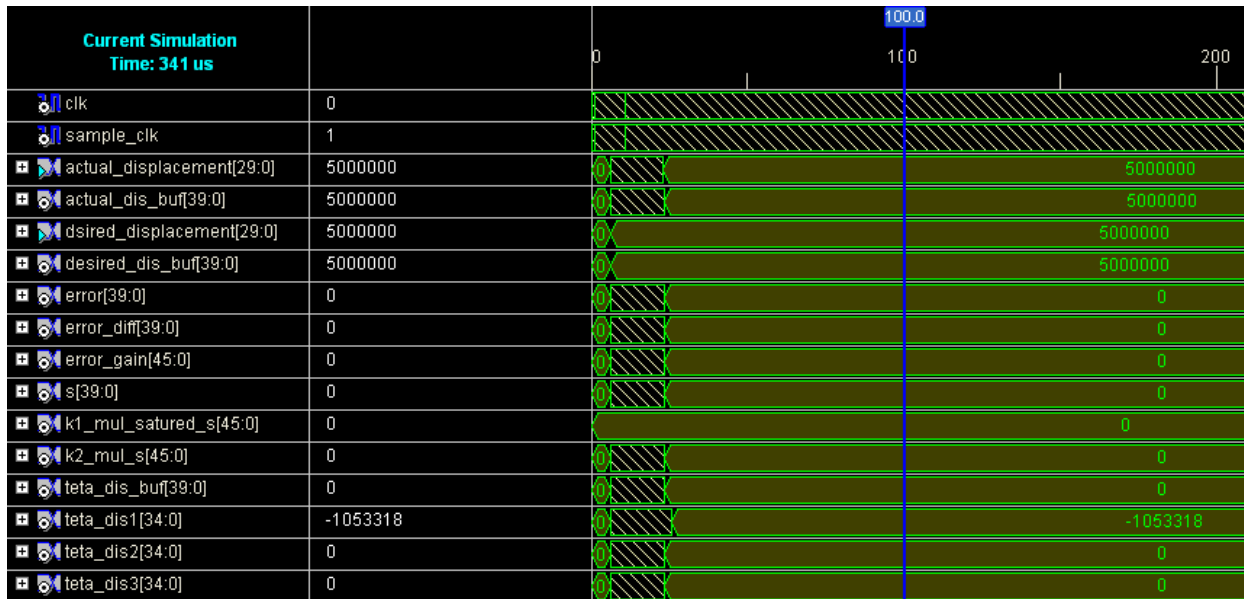 100.0
Current Simulation
Time: 341 us
0 100 200
clk 0
sample_clk 1
actual_displacement[29:0] 5000000 0 5000000
actual_dis_buf[39:0] 5000000 0 5000000
dsired_displacement[29:0] 5000000 0 5000000
desired_dis_buf[39:0] 5000000 0 5000000
error[39:0] 0 0 0
error_diff[39:0] 0 0 0
error_gain[45:0] 0 0 0
s[39:0] 0 0 0
k1_mul_satured_s[45:0] 0 0
k2_mul_s[45:0] 0 0 0
teta_dis_buf[39:0] 0 0 0
teta_dis1[34:0] -1053318 0 -1053318
teta_dis2[34:0] 0 0 0
teta_dis3[34:0] 0 0 0